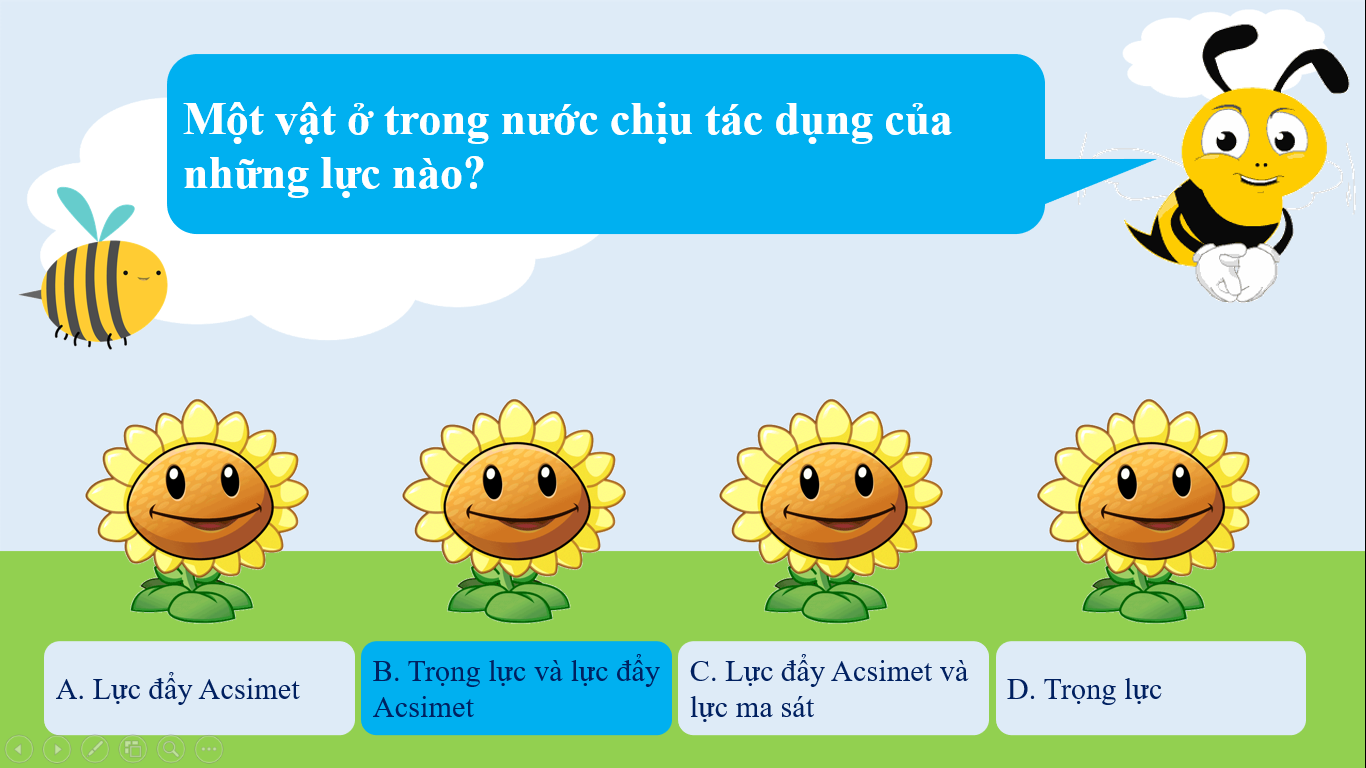 Một vật ở trong nước chịu tác dụng của
những lực nào?
A. Lực đẩy Acsimet
B. Trọng lực và lực đẩy
Acsimet
C. Lực đẩy Acsimet và
lực ma sát
D. Trọng lực